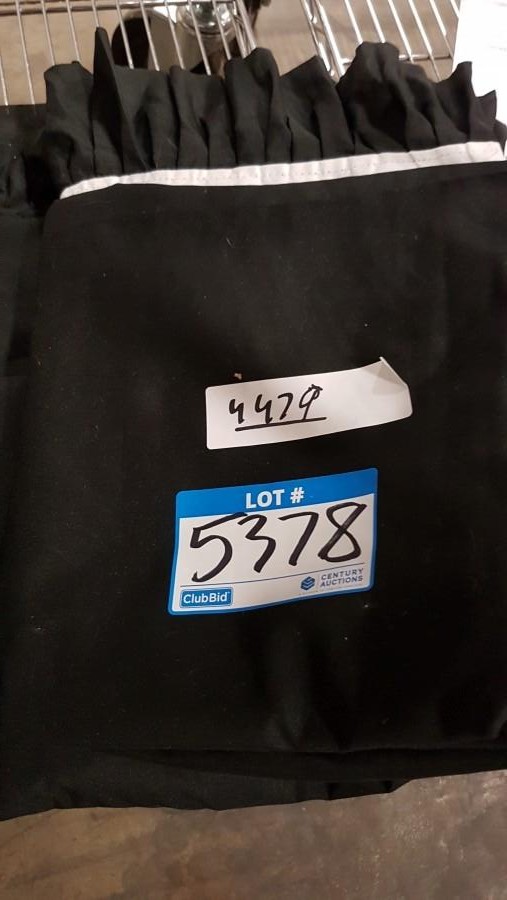 4479
LOT #
5378
ClubBid
CENTURY
AUCTIONS